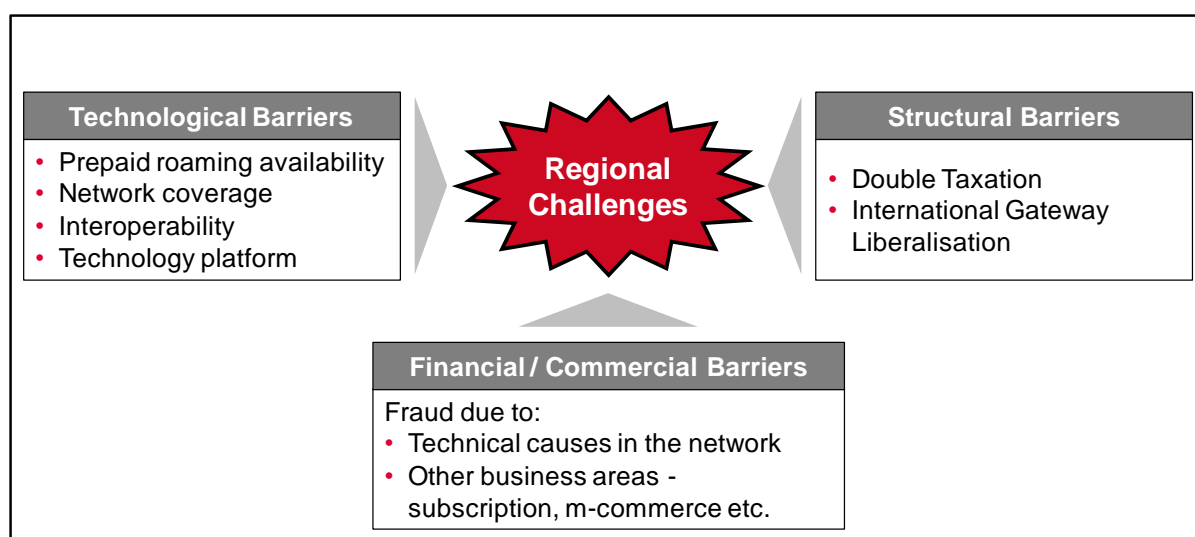 Technological Barriers
• Prepaid roaming availability
• Network coverage
• Interoperability
• Technology platform
Regional
Challenges
Structural Barriers
• Double Taxation
• International Gateway
Liberalisation
Financial / Commercial Barriers
Fraud due to:
• Technical causes in the network
• Other business areas -
subscription, m-commerce etc.